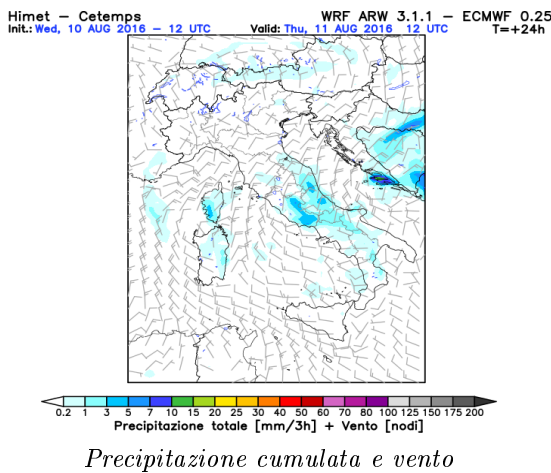 Himet – Cetemps WRF ARW 3.1.1 – ECMWF 0.25
Init.: Wed, 10 AUG 2016 – 12 UTC Valid: Thu, 11 AUG 2016 12 UTC T=+24h
0.2 1 3 5 7 10 15 20 25 30 40 50 60 70 80 100 125 150 175 200
Precipitazione totale [mm/3h] + Vento [nodi]
Precipitazione cumulata e vento